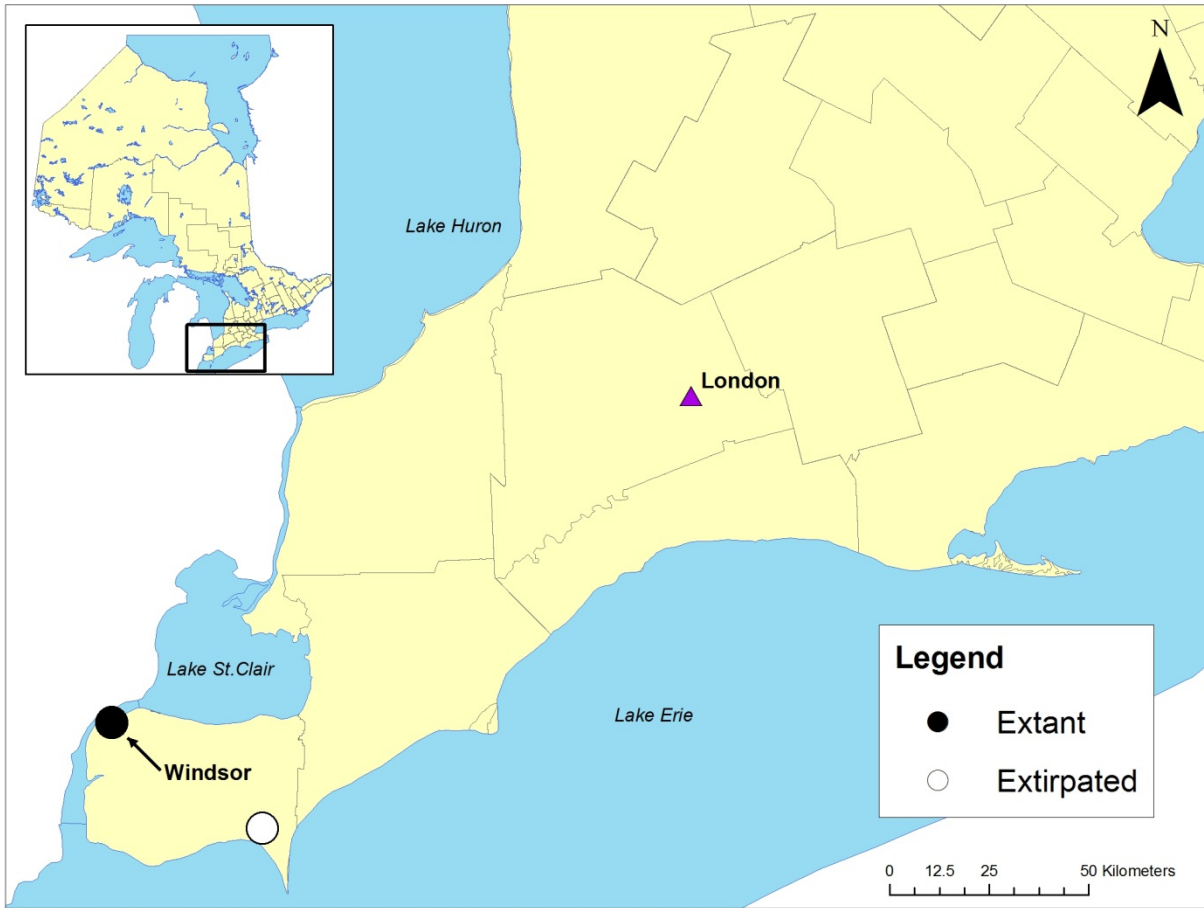 N
Lake Huron
London
Lake St.Clair
Lake Erie
Windsor
Legend
Extant
Extirpated
0 12.5 25 50 Kilometers